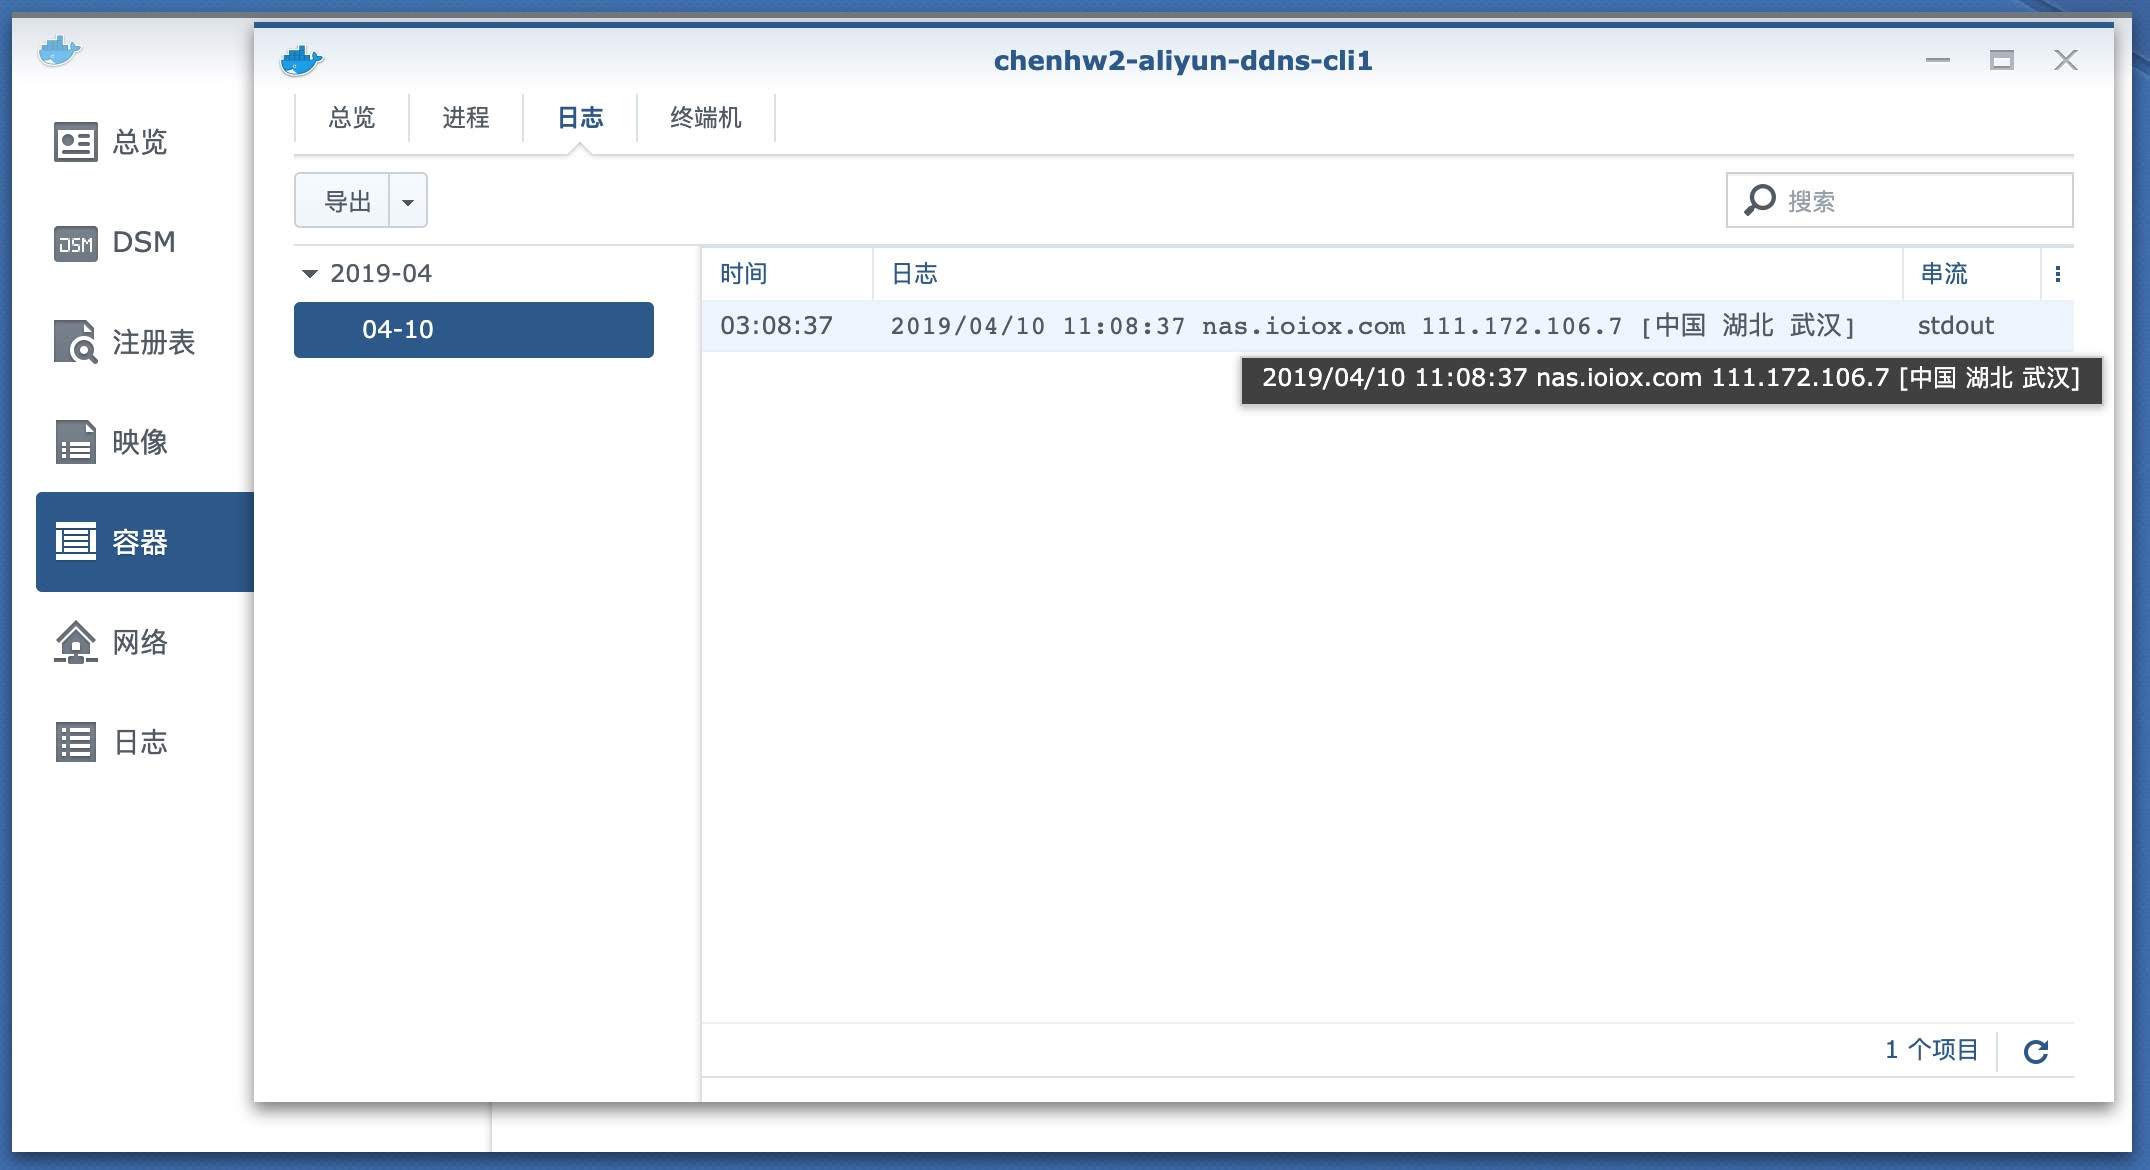 chenhw2-aliyun-ddns-cli1
总览
DSM
注册表
映像
容器
网络
日志
总览 进程 日志 终端机
导出
搜索
2019-04
04-10
时间 日志 串流
03:08:37 2019/04/10 11:08:37 nas.ioiox.com 111.172.106.7 [中国 湖北 武汉] stdout
2019/04/10 11:08:37 nas.ioiox.com 111.172.106.7 [中国 湖北 武汉]
1 个项目